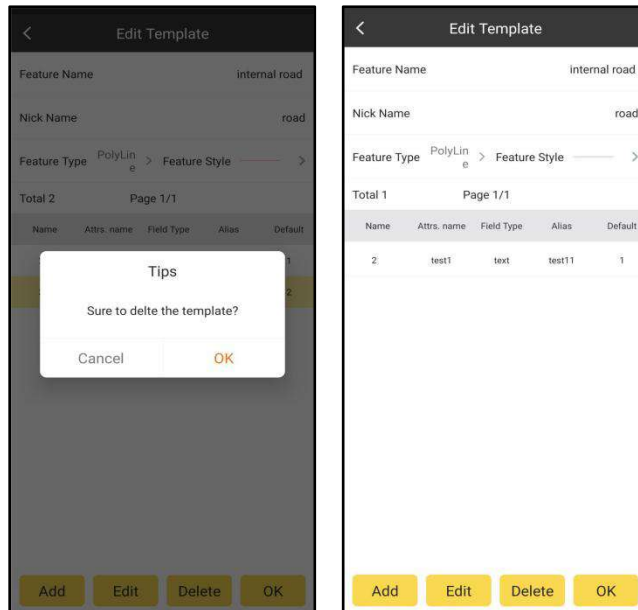 Edit Template
Feature Name internal road
Nick Name road
Feature Type PolyLin
e > Feature Style >
Total 2 Page 1/1
Name Attrs. name Field Type Alias Default
1
2
Tips
Sure to delte the template?
Cancel OK
Add Edit Delete OK
Edit Template
Feature Name internal road
Nick Name road
Feature Type PolyLin
e > Feature Style >
Total 1 Page 1/1
Name Attrs. name Field Type Alias Default
2 test1 text test11 1
Add Edit Delete OK